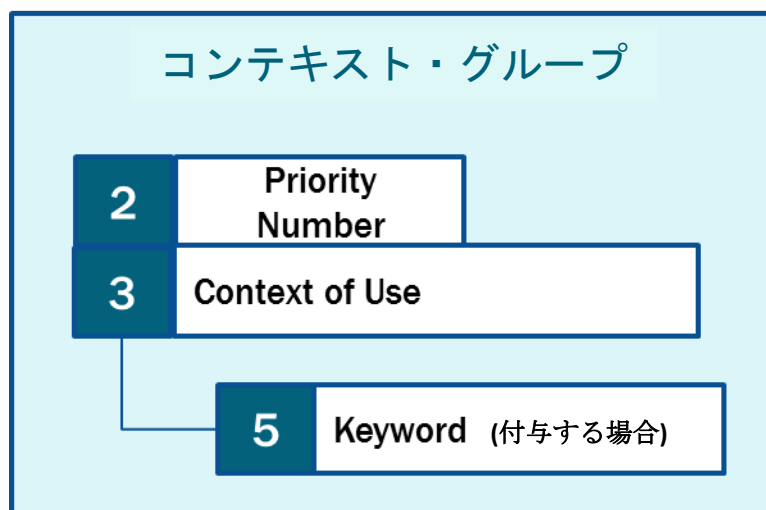 コンテキスト・グループ
2
Priority
Number
3
Context of Use
5
Keyword (付与する場合)